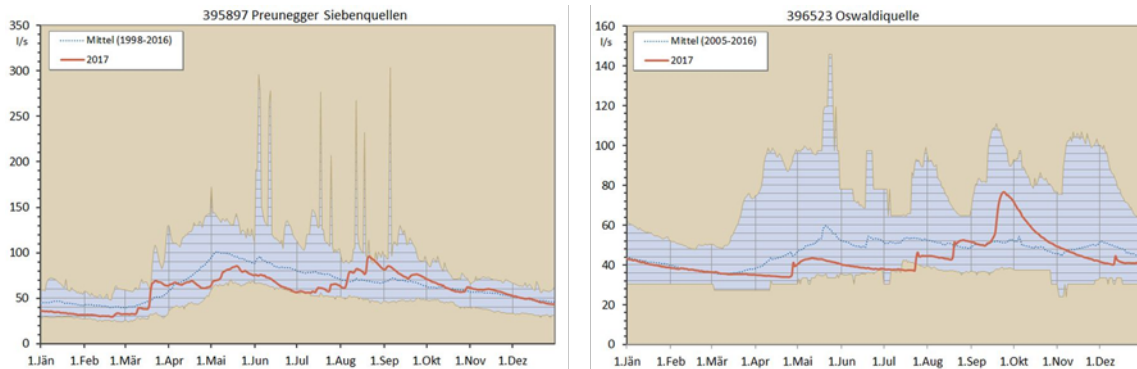 395897 Preunegger Siebenquellen
350
l/s
300
250
200
150
100
50
0
Mittel (1998-2016)
2017
1.Jän 1.Feb 1.Mär 1.Apr 1.Mai 1.Jun 1.Jul 1.Aug 1.Sep 1.Okt 1.Nov 1.Dez
396523 Oswaldiquelle
160
l/s
140
120
100
80
60
40
20
0
Mittel (2005-2016)
2017
1.Jän 1.Feb 1.Mär 1.Apr 1.Mai 1.Jun 1.Jul 1.Aug 1.Sep 1.Okt 1.Nov 1.Dez